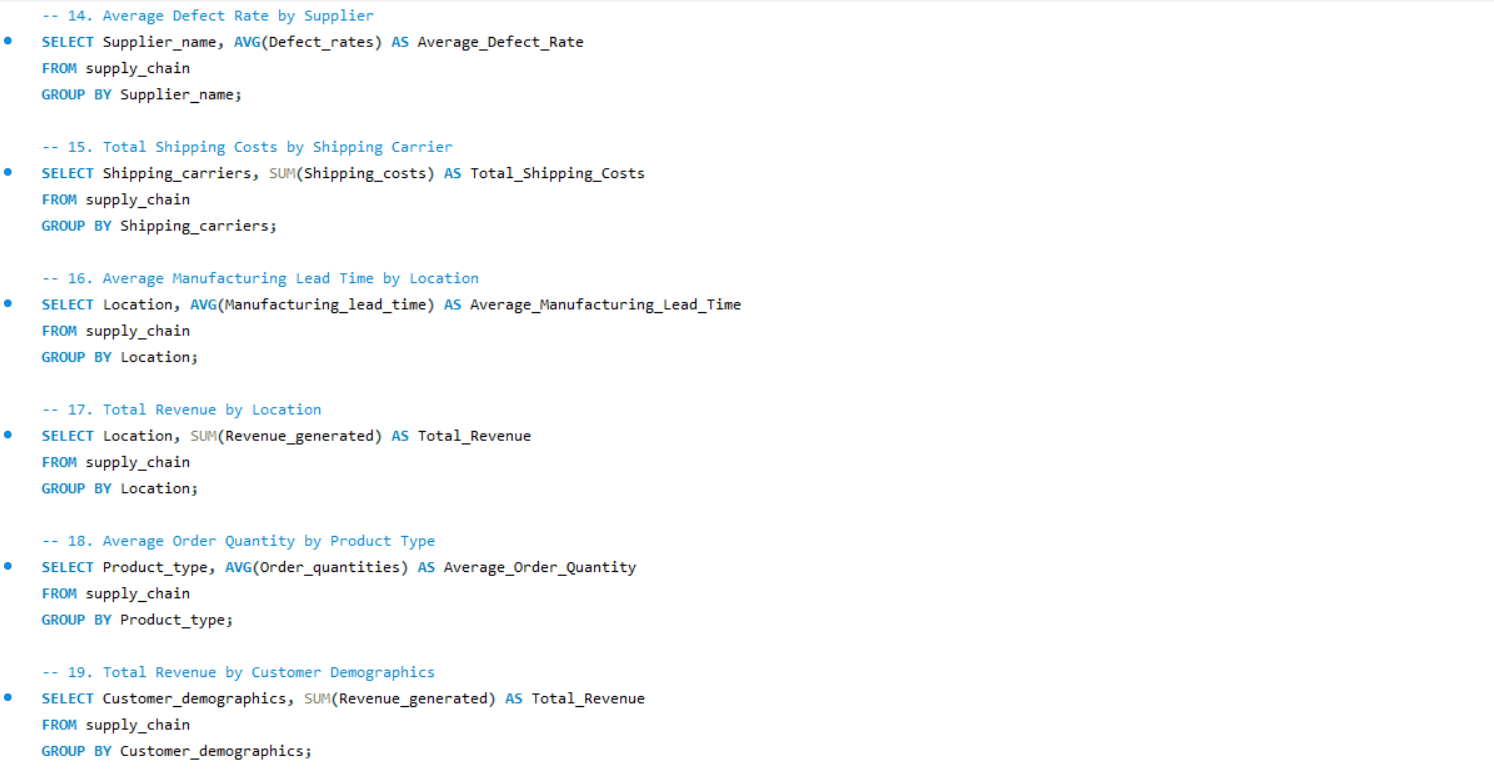 -- 14. Average Defect Rate by Supplier
SELECT Supplier_name, AVG(Defect_rates) AS Average_Defect_Rate
FROM supply_chain
GROUP BY Supplier_name;
-- 15. Total Shipping Costs by Shipping Carrier
SELECT Shipping_carriers, SUM(Shipping_costs) AS Total_Shipping_Costs
FROM supply_chain
GROUP BY Shipping_carriers;
-- 16. Average Manufacturing Lead Time by Location
SELECT Location, AVG(Manufacturing_lead_time) AS Average_Manufacturing_Lead_Time
FROM supply_chain
GROUP BY Location;
-- 17. Total Revenue by Location
SELECT Location, SUM(Revenue_generated) AS Total_Revenue
FROM supply_chain
GROUP BY Location;
-- 18. Average Order Quantity by Product Type
SELECT Product_type, AVG(Order_quantities) AS Average_Order_Quantity
FROM supply_chain
GROUP BY Product_type;
-- 19. Total Revenue by Customer Demographics
SELECT Customer_demographics, SUM(Revenue_generated) AS Total_Revenue
FROM supply_chain
GROUP BY Customer_demographics;